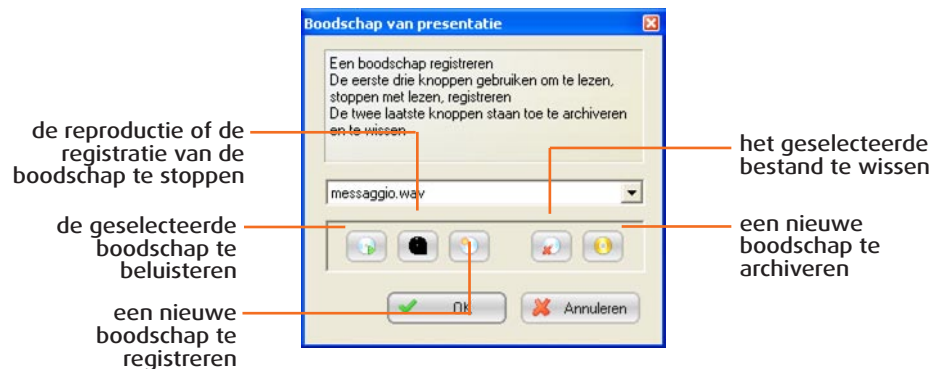 Boodschap van presentatie
Een boodschap registreren
De eerste drie knoppen gebruiken om te lezen,
stoppen met lezen, registreren
De twee laatste knoppen staan toe te archiveren
en te wissen
messaggio.wav
OK
Annuleren
de reproductie of de
registratie van de
boodschap te stoppen
de geselecteerde
boodschap te
beluisteren
een nieuwe
boodschap te
registreren
het geselecteerde
bestand te wissen
een nieuwe
boodschap te
archiveren